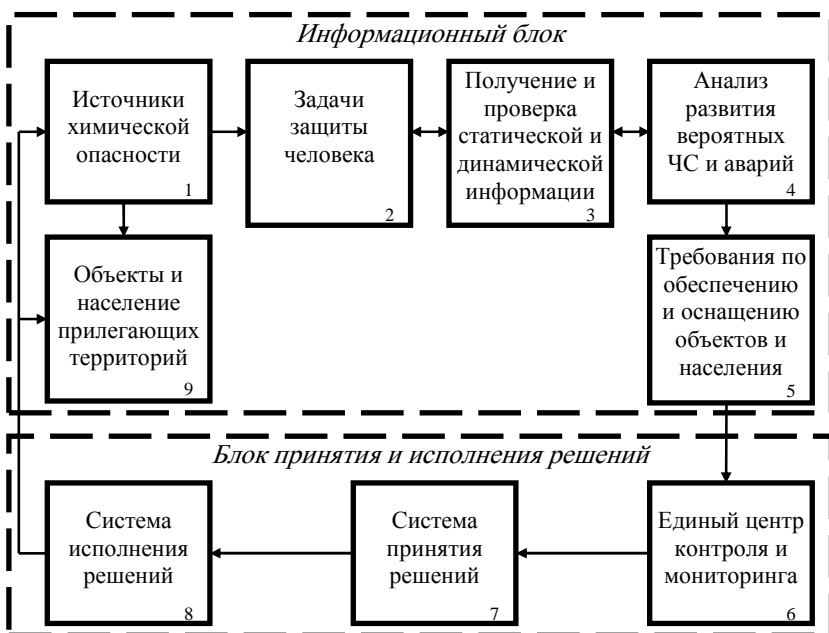 Информационный блок
Источники
химической
опасности
1
Задачи
защиты
человека
2
Получение и
проверка
статической и
динамической
информации
3
Анализ
развития
вероятных
ЧС и аварий
4
Объекты и
население
прилегающих
территорий
9
Требования по
обеспечению
и оснащению
объектов и
населения
5
Блок принятия и исполнения решений
Система
исполнения
решений
8
Система
принятия
решений
7
Единый центр
контроля и
мониторинга
6